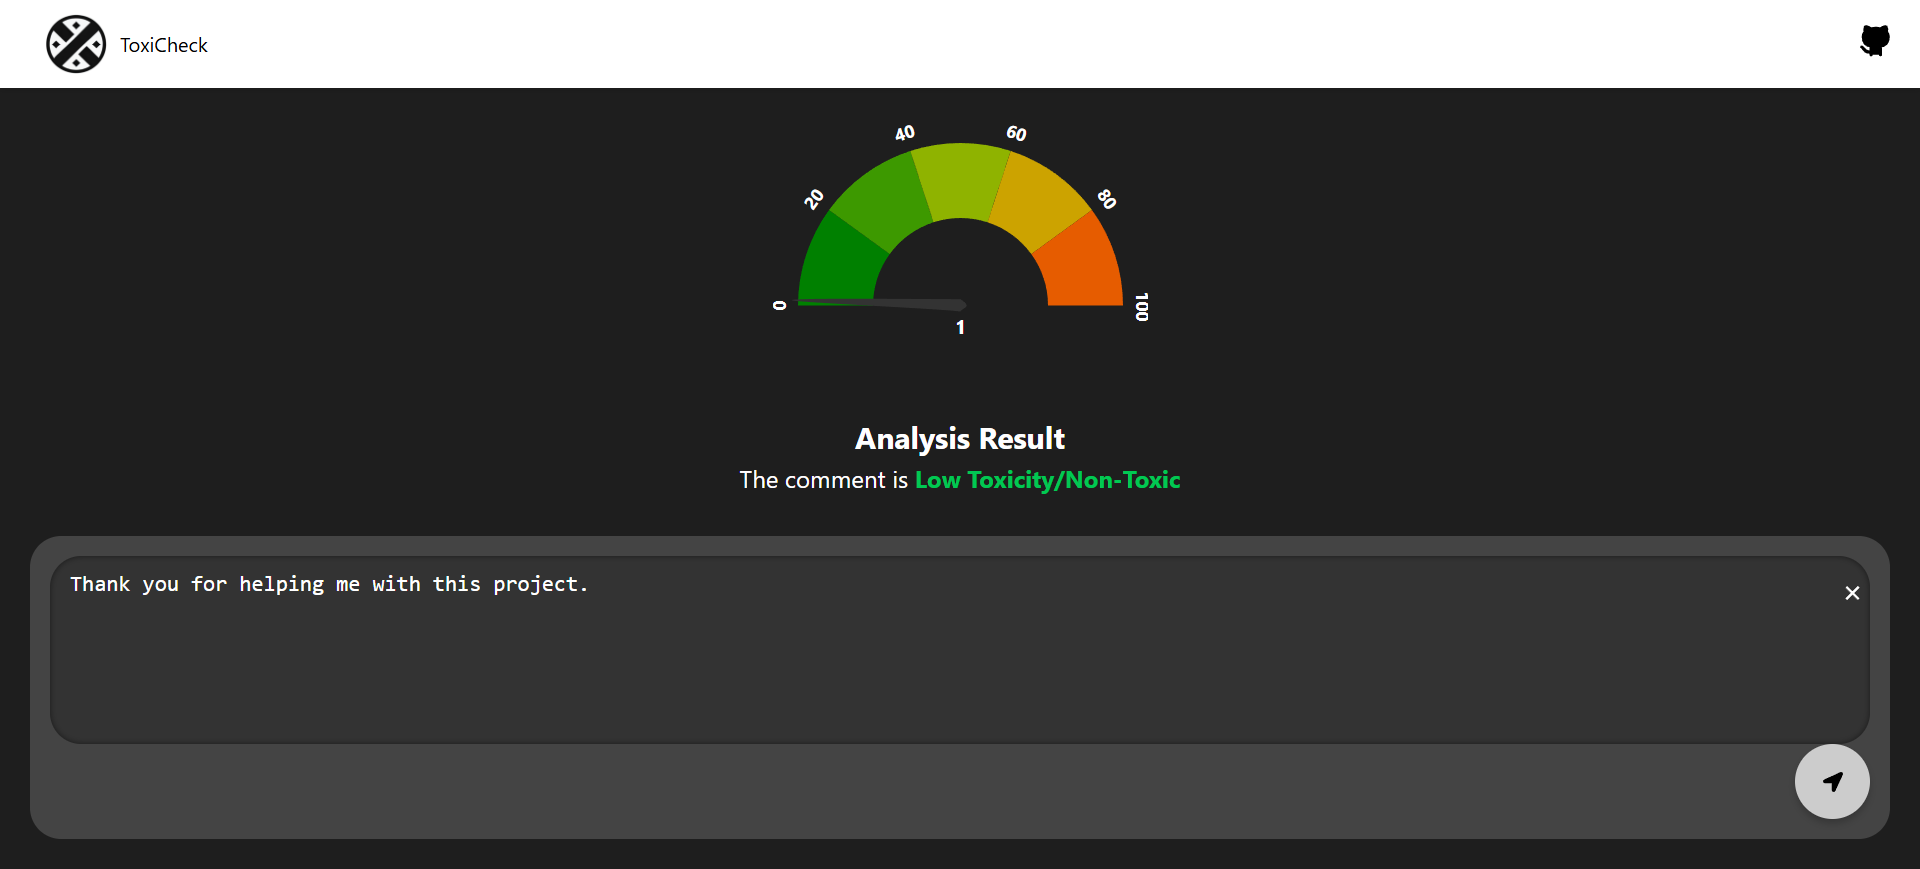 ToxiCheck
40
60
20
80
0
100
1
Analysis Result
The comment is Low Toxicity/Non-Toxic
Thank you for helping me with this project.